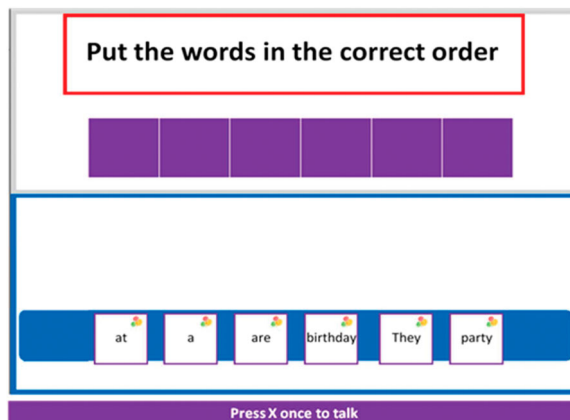 Put the words in the correct order
at a are birthday They party
Press X once to talk